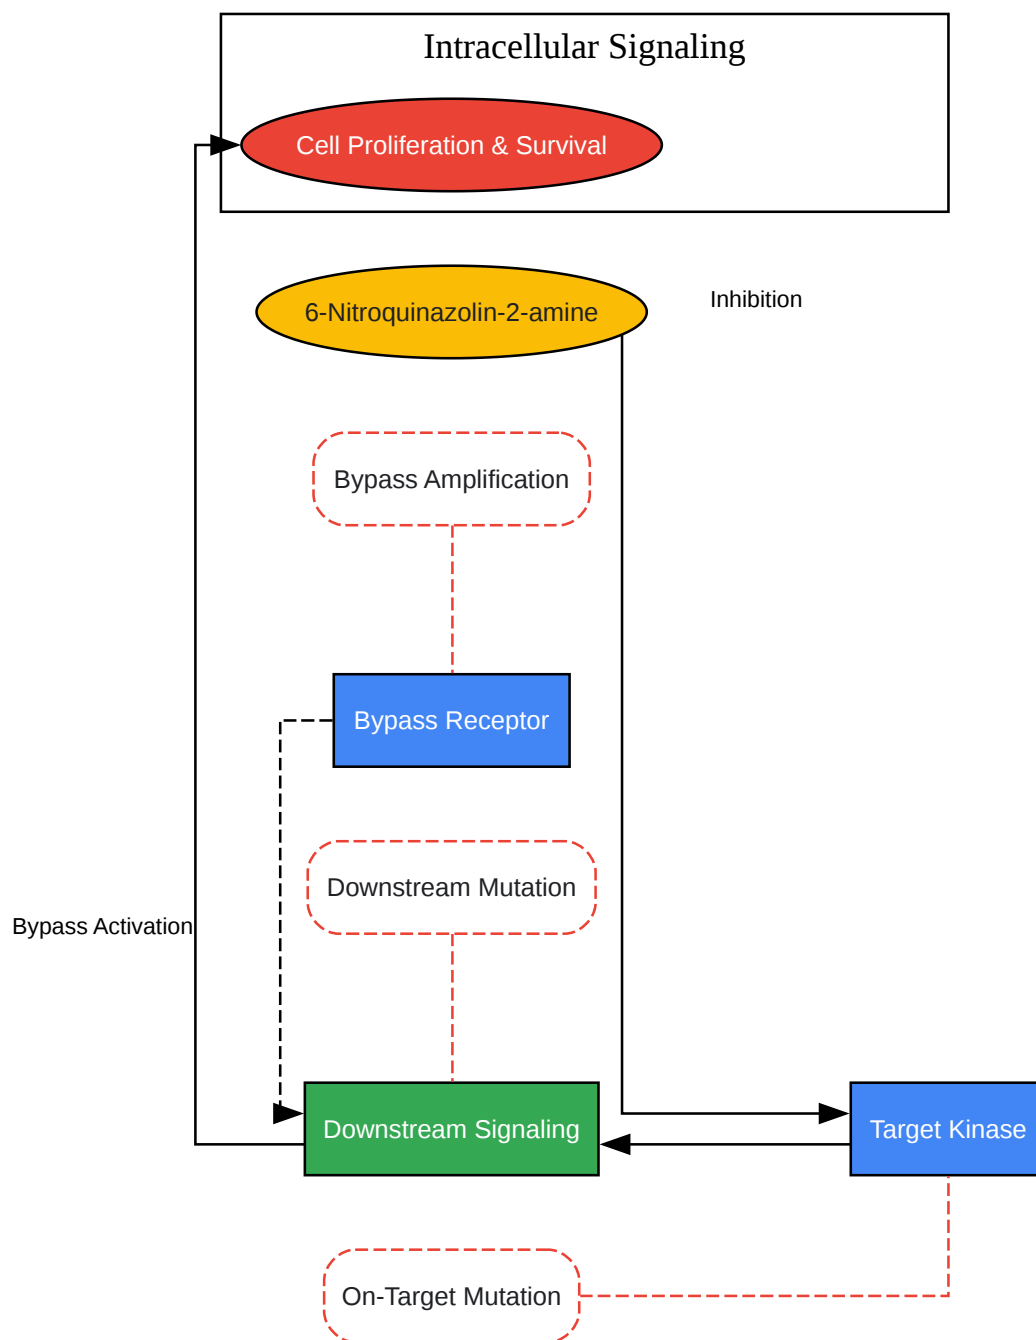 Intracellular Signaling
Cell Proliferation & Survival
6-Nitroquinazolin-2-amine
Inhibition
Bypass Amplification
Bypass Receptor
Downstream Mutation
Bypass Activation
Downstream Signaling
Target Kinase
On-Target Mutation